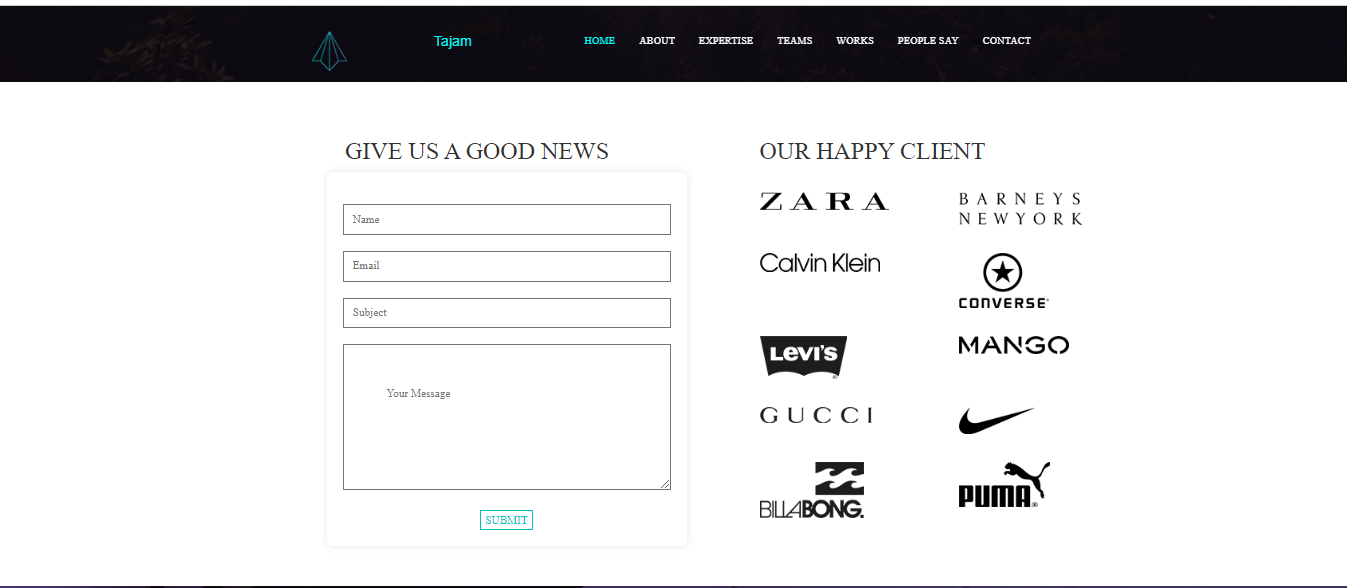 Tajam
HOME ABOUT EXPERTISE TEAMS WORKS PEOPLE SAY CONTACT
GIVE US A GOOD NEWS
Name
Email
Subject
Your Message
SUBMIT
OUR HAPPY CLIENT
ZARA
BARNEYS
NEWYORK
Calvin Klein
CONVERSE
LEVI'S
MANGO
GUCCI
BILLABONG.
PUMA